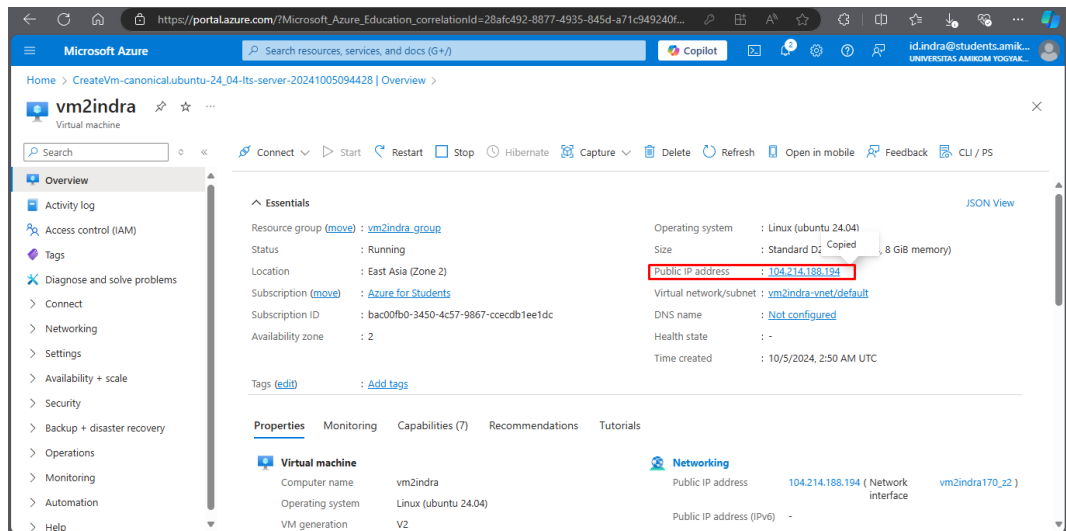 https://portal.azure.com/?Microsoft_Azure_Education_correlationId=28afc492-8877-4935-845d-a71c949240f...
Microsoft Azure
Search resources, services, and docs (G+/)
Copilot
2
id.indra@students.amik...
UNIVERSITAS AMIKOM YOGYAK...
Home > CreateVm-canonical.ubuntu-24_04-lts-server-20241005094428 | Overview >
vm2indra
Virtual machine
Search
Connect Start Restart Stop Hibernate Capture Delete Refresh Open in mobile Feedback CLI / PS
Overview
Activity log
Access control (IAM)
Tags
Diagnose and solve problems
Connect
Networking
Settings
Availability + scale
Security
Backup + disaster recovery
Operations
Monitoring
Automation
Help
Essentials
JSON View
Resource group (move) : vm2indra_group
Status : Running
Location : East Asia (Zone 2)
Subscription (move) : Azure for Students
Subscription ID : bac00fb0-3450-4c57-9867-ccecdb1ee1dc
Availability zone : 2
Operating system : Linux (ubuntu 24.04)
Size : Standard , 8 GiB memory)
Copied
Public IP address : 104.214.188.194
Virtual network/subnet : vm2indra-vnet/default
DNS name : Not configured
Health state : -
Time created : 10/5/2024, 2:50 AM UTC
Tags (edit) : Add tags
Properties Monitoring Capabilities (7) Recommendations Tutorials
Virtual machine
Computer name vm2indra
Operating system Linux (ubuntu 24.04)
VM generation V2
Networking
Public IP address 104.214.188.194 ( Network interface vm2indra170_z2 )
Public IP address (IPv6) -